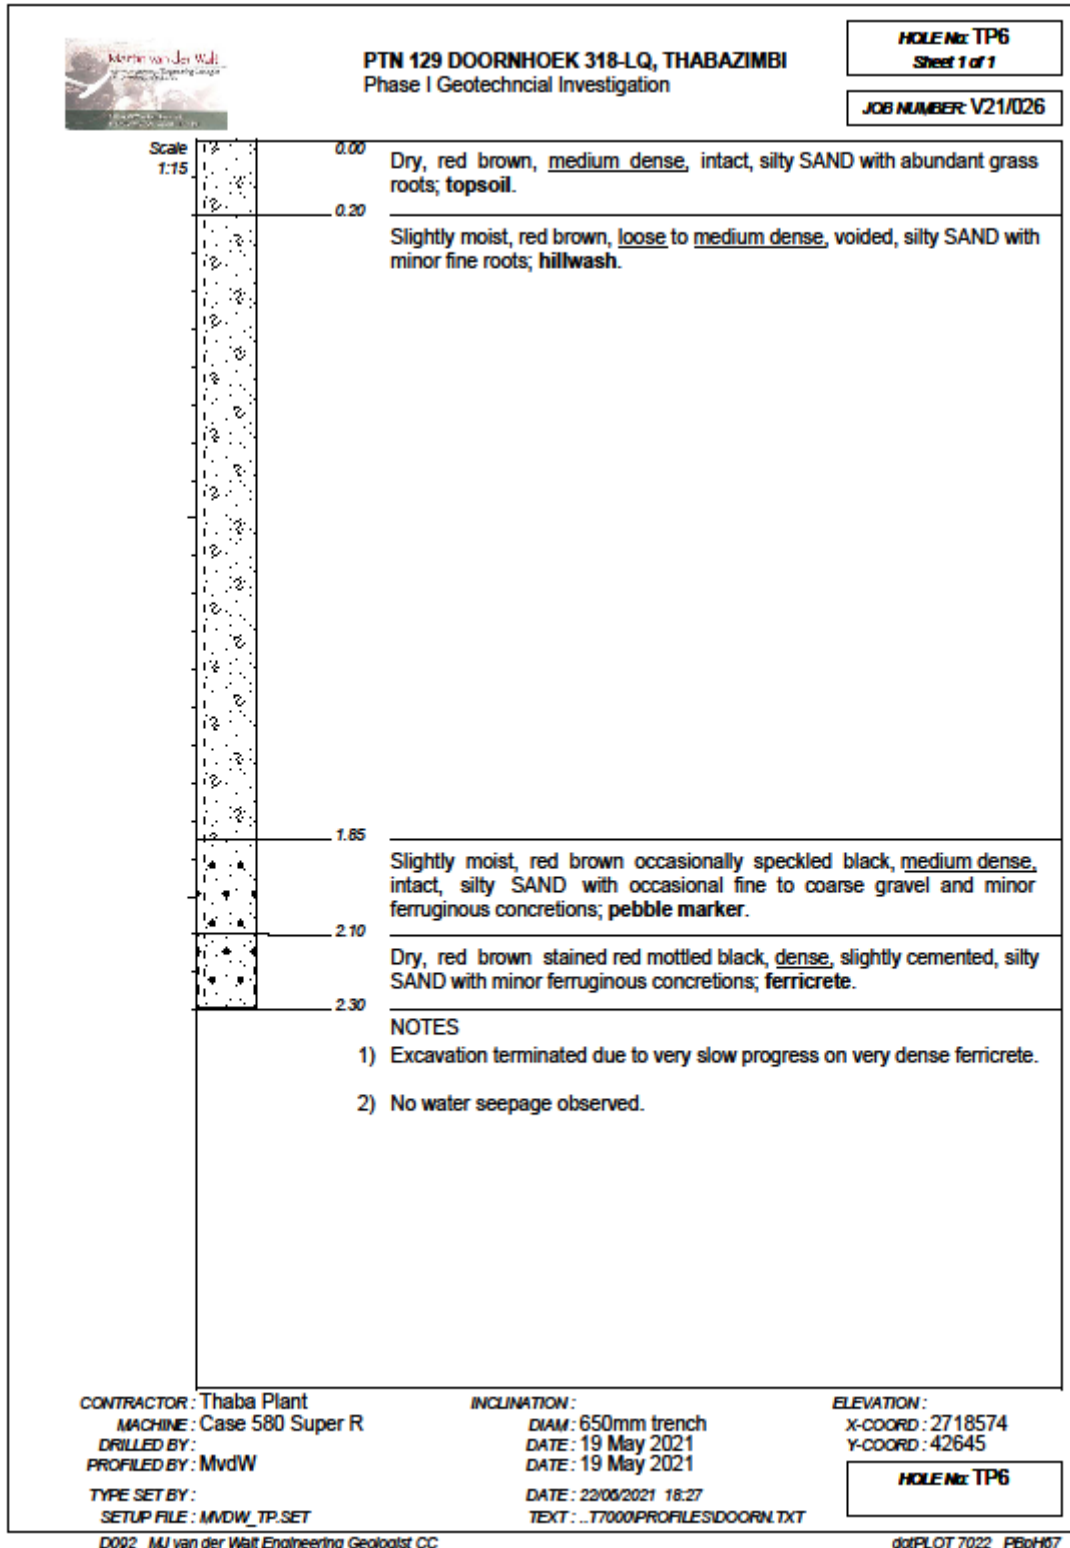 Martin van der Walt
PTN 129 DOORNHOEK 318-LQ, THABAZIMBI
Phase I Geotechncial Investigation
HOLE No: TP6
Sheet 1 of 1
JOB NUMBER: V21/026
Scale
1:15
0.00
Dry, red brown, medium dense, intact, silty SAND with abundant grass
roots; topsoil.
0.20
Slightly moist, red brown, loose to medium dense, voided, silty SAND with
minor fine roots; hillwash.
1.85
Slightly moist, red brown occasionally speckled black, medium dense,
intact, silty SAND with occasional fine to coarse gravel and minor
ferruginous concretions; pebble marker.
2.10
Dry, red brown stained red mottled black, dense, slightly cemented, silty
SAND with minor ferruginous concretions; ferricrete.
2.30
NOTES
1) Excavation terminated due to very slow progress on very dense ferricrete.
2) No water seepage observed.
CONTRACTOR : Thaba Plant
MACHINE : Case 580 Super R
DRILLED BY :
PROFILED BY : MvdW
TYPE SET BY :
SETUP FILE : MVDW_TP.SET
INCLINATION :
DIAM : 650mm trench
DATE : 19 May 2021
DATE : 19 May 2021
DATE : 22/06/2021 18:27
TEXT : ..T7000\PROFILES\DOORN.TXT
ELEVATION :
X-COORD : 2718574
Y-COORD : 42645
HOLE No: TP6
D092 MJ van der Walt Engineering Geologist CC
dotPLOT 7022 PBpH67